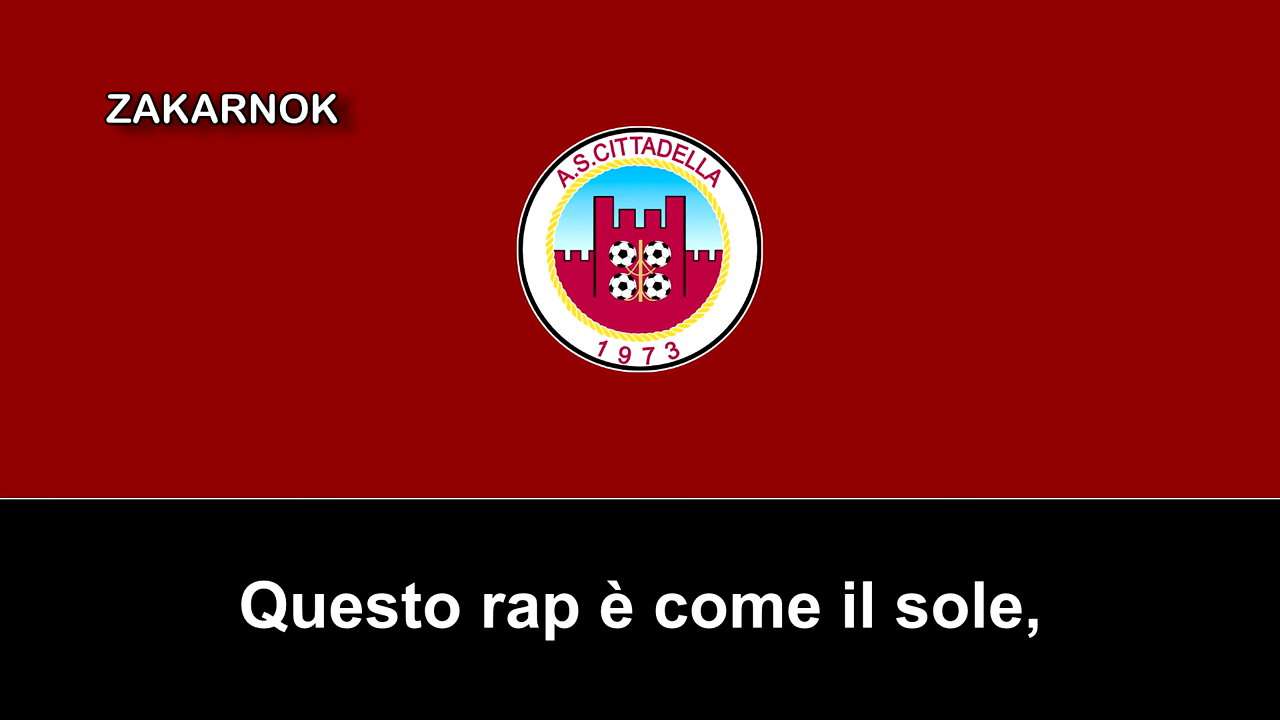 ZAKARNOK
A.S.CITTADELLA
1973
Questo rap è come il sole,